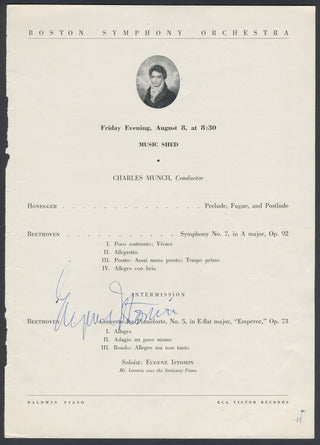 BOSTON SYMPHONY ORCHESTRA
Friday Evening, August 8, at 8:30
MUSIC SHED
CHARLES MUNCH, Conductor
HONEGGER . . . . . . . . . . . . . . Prelude, Fugue, and Postlude
BEETHOVEN . . . . . . . . . . . . Symphony No. 7, in A major, Op. 92
I. Poco sostenuto; Vivace
II. Allegretto
III. Presto; Assai meno presto; Tempo primo
IV. Allegro con brio
INTERMISSION
Eugene Istomin
BEETHOVEN Concerto for Pianoforte, No. 5, in E-flat major, "Emperor," Op. 73
I. Allegro
II. Adagio un poco mosso
III. Rondo: Allegro ma non tanto
Soloist: EUGENE ISTOMIN
Mr. Istomin uses the Steinway Piano
BALDWIN PIANO RCA VICTOR RECORDS